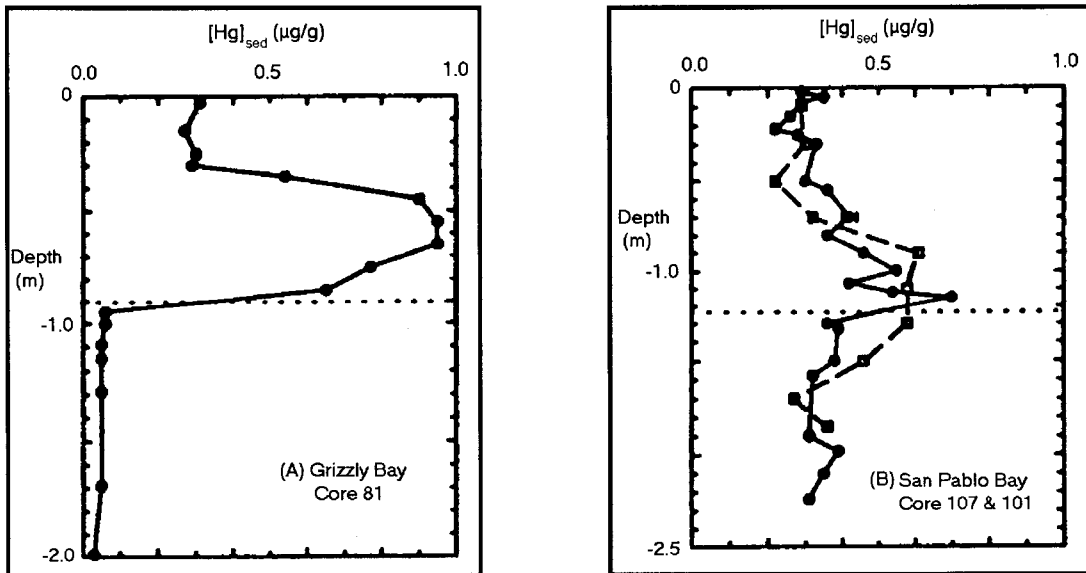 [Hg]sed (µg/g)
0.0 0.5 1.0
0
Depth
(m)
-1.0
-2.0
(A) Grizzly Bay
Core 81
[Hg]sed (µg/g)
0.0 0.5 1.0
0
Depth
(m)
-1.0
-2.5
(B) San Pablo Bay
Core 107 & 101